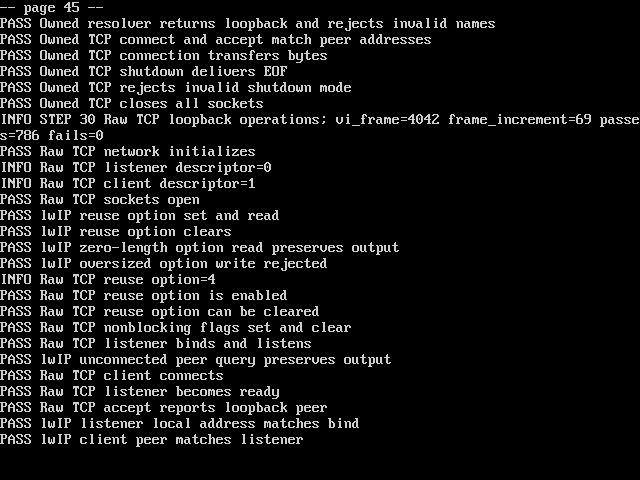 -- page 45 --
PASS Owned resolver returns loopback and rejects invalid names
PASS Owned TCP connect and accept match peer addresses
PASS Owned TCP connection transfers bytes
PASS Owned TCP shutdown delivers EOF
PASS Owned TCP rejects invalid shutdown mode
PASS Owned TCP closes all sockets
INFO STEP 30 Raw TCP loopback operations; vi_frame=4042 frame_increment=69 passe
s=786 fails=0
PASS Raw TCP network initializes
INFO Raw TCP listener descriptor=0
INFO Raw TCP client descriptor=1
PASS Raw TCP sockets open
PASS lwIP reuse option set and read
PASS lwIP reuse option clears
PASS lwIP zero-length option read preserves output
PASS lwIP oversized option write rejected
INFO Raw TCP reuse option=4
PASS Raw TCP reuse option is enabled
PASS Raw TCP reuse option can be cleared
PASS Raw TCP nonblocking flags set and clear
PASS Raw TCP listener binds and listens
PASS lwIP unconnected peer query preserves output
PASS Raw TCP client connects
PASS Raw TCP listener becomes ready
PASS Raw TCP accept reports loopback peer
PASS lwIP listener local address matches bind
PASS lwIP client peer matches listener